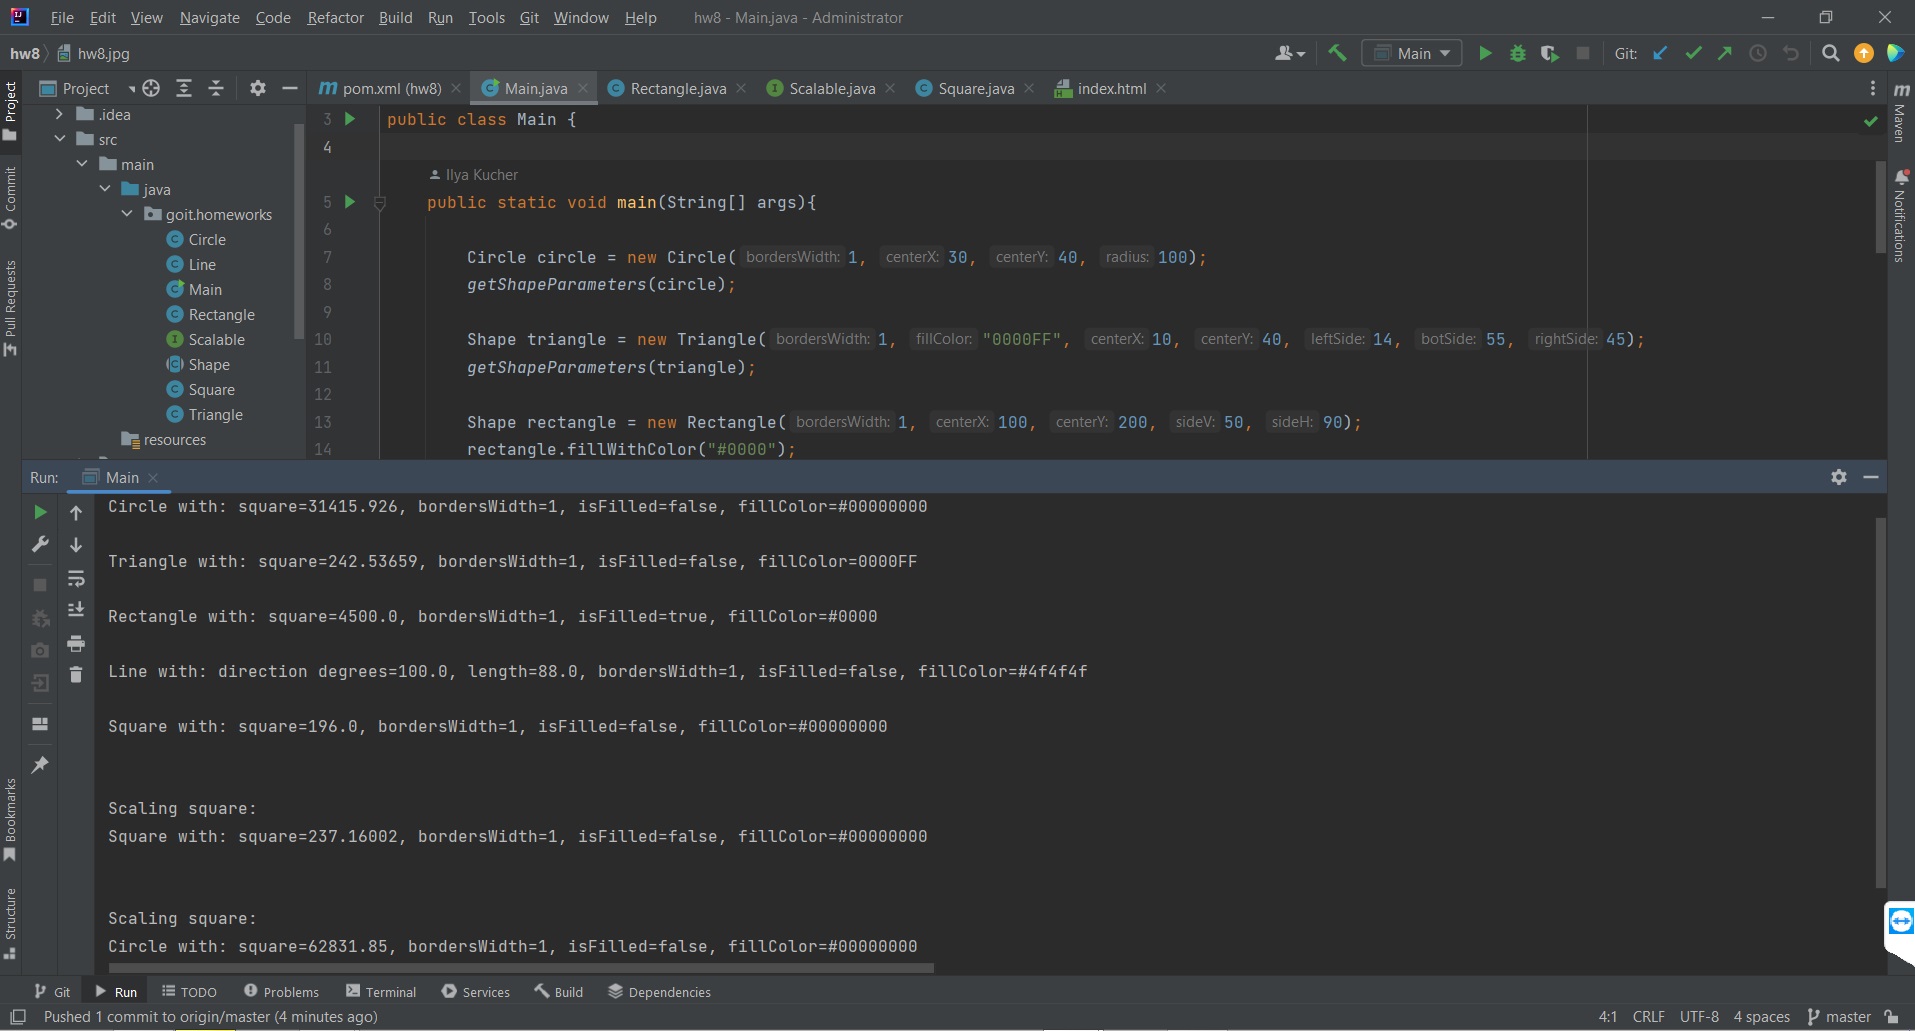 File Edit View Navigate Code Refactor Build Run Tools Git Window Help hw8 - Main.java - Administrator
hw8 hw8.jpg Main Git:
Project pom.xml (hw8) Main.java Rectangle.java Scalable.java Square.java index.html
.idea
src
main
java
goit.homeworks
Circle
Line
Main
Rectangle
Scalable
Shape
Square
Triangle
resources
3 public class Main {
4
Ilya Kucher
5 public static void main(String[] args){
6
7 Circle circle = new Circle( bordersWidth: 1, centerX: 30, centerY: 40, radius: 100);
8 getShapeParameters(circle);
9
10 Shape triangle = new Triangle( bordersWidth: 1, fillColor: "0000FF", centerX: 10, centerY: 40, leftSide: 14, botSide: 55, rightSide: 45);
11 getShapeParameters(triangle);
12
13 Shape rectangle = new Rectangle( bordersWidth: 1, centerX: 100, centerY: 200, sideV: 50, sideH: 90);
14 rectangle.fillWithColor("#0000");
Project
Commit
Pull Requests
Bookmarks
Structure
Maven
Notifications
Run: Main
Circle with: square=31415.926, bordersWidth=1, isFilled=false, fillColor=#00000000
Triangle with: square=242.53659, bordersWidth=1, isFilled=false, fillColor=0000FF
Rectangle with: square=4500.0, bordersWidth=1, isFilled=true, fillColor=#0000
Line with: direction degrees=100.0, length=88.0, bordersWidth=1, isFilled=false, fillColor=#4f4f4f
Square with: square=196.0, bordersWidth=1, isFilled=false, fillColor=#00000000
Scaling square:
Square with: square=237.16002, bordersWidth=1, isFilled=false, fillColor=#00000000
Scaling square:
Circle with: square=62831.85, bordersWidth=1, isFilled=false, fillColor=#00000000
Git Run TODO Problems Terminal Services Build Dependencies
Pushed 1 commit to origin/master (4 minutes ago) 4:1 CRLF UTF-8 4 spaces master